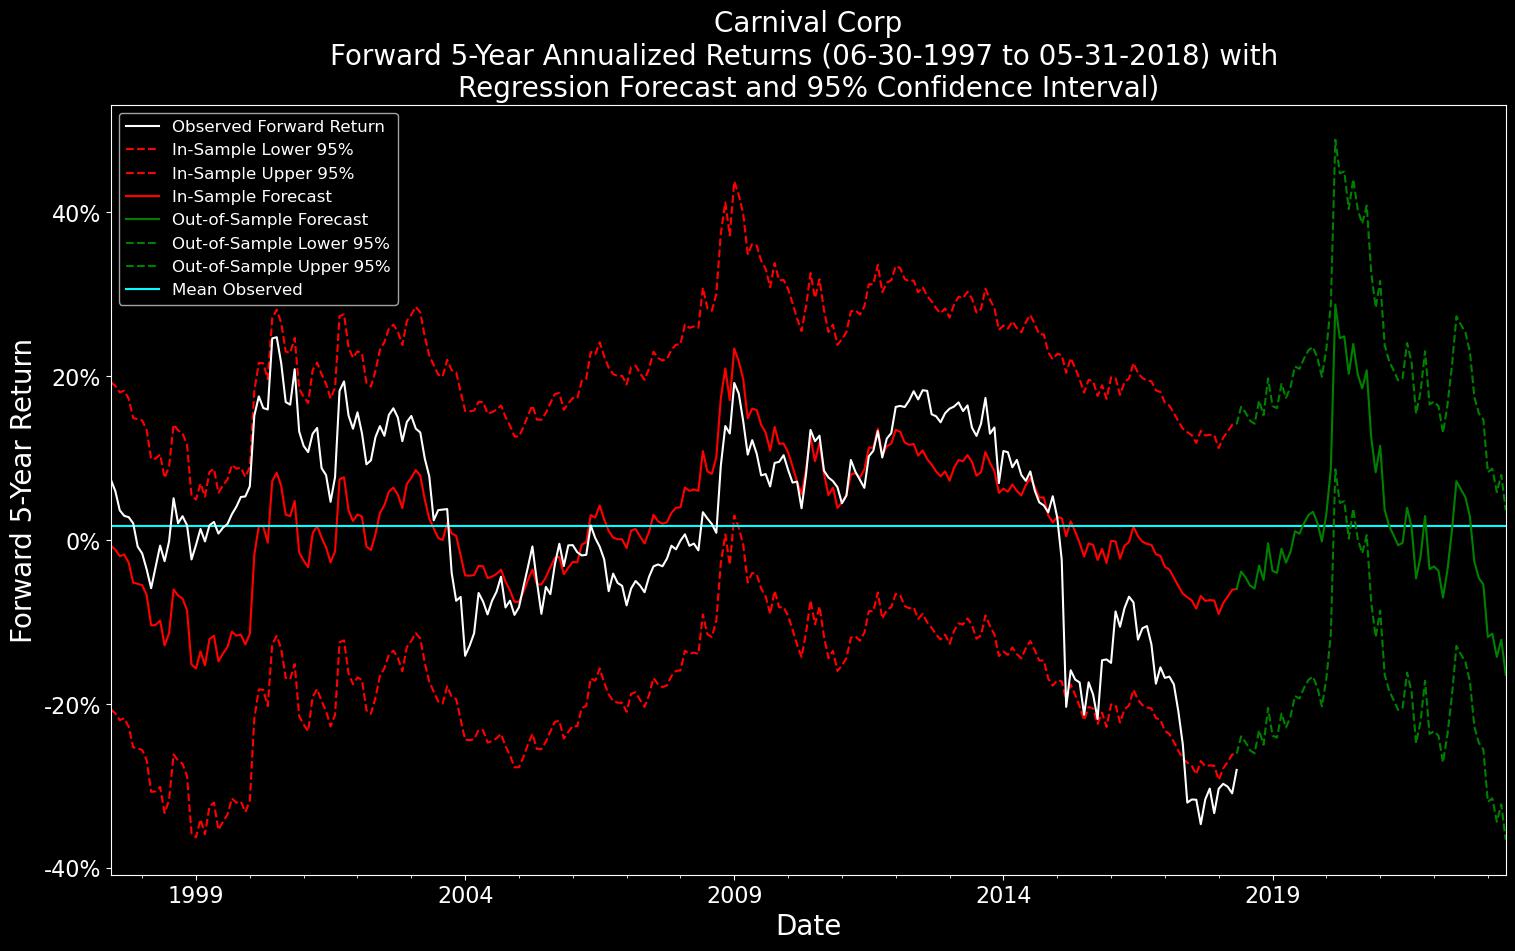 Carnival Corp
Forward 5-Year Annualized Returns (06-30-1997 to 05-31-2018) with
Regression Forecast and 95% Confidence Interval)
Observed Forward Return
In-Sample Lower 95%
In-Sample Upper 95%
In-Sample Forecast
Out-of-Sample Forecast
Out-of-Sample Lower 95%
Out-of-Sample Upper 95%
Mean Observed
Forward 5-Year Return
40%
20%
0%
-20%
-40%
1999
2004
2009
2014
2019
Date